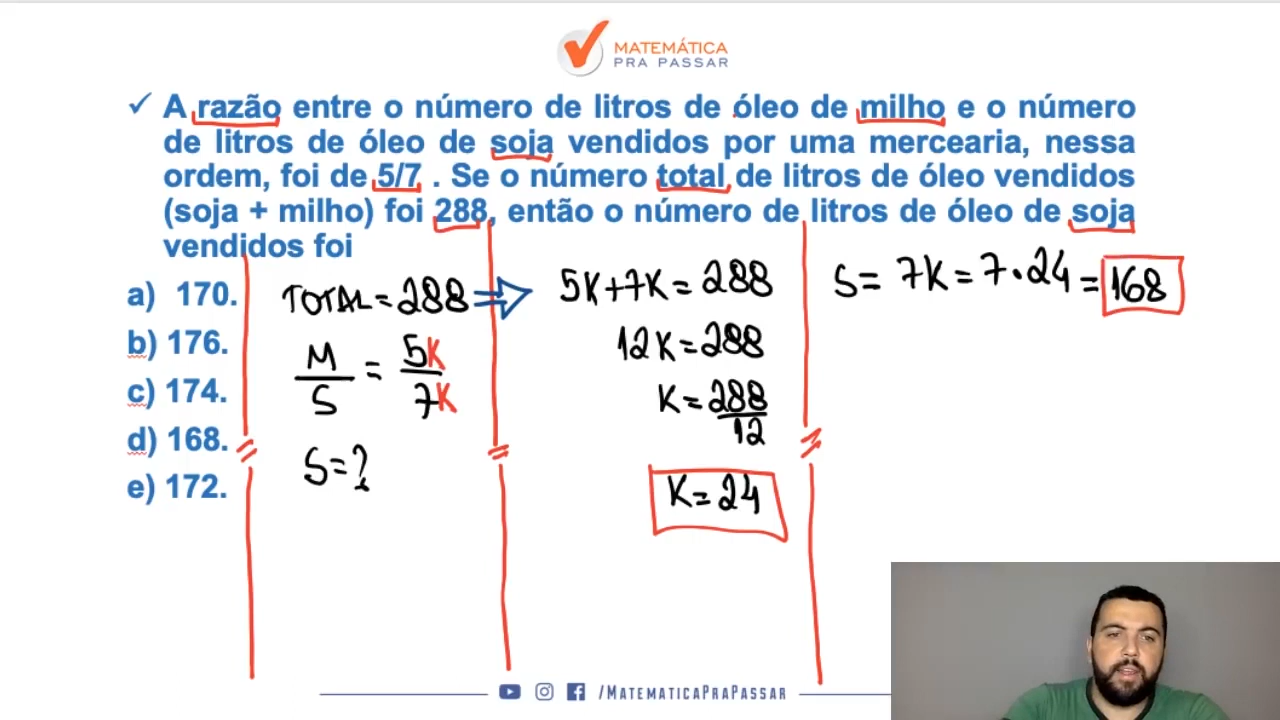 MATEMÁTICA
PRA PASSAR
✓ A razão entre o número de litros de óleo de milho e o número
de litros de óleo de soja vendidos por uma mercearia, nessa
ordem, foi de 5/7 . Se o número total de litros de óleo vendidos
(soja + milho) foi 288, então o número de litros de óleo de soja
vendidos foi
a) 170.
b) 176.
c) 174.
d) 168.
e) 172.
TOTAL = 288 ⇒
M/S = 5K/7K
S = ?
5K + 7K = 288
12K = 288
K = 288/12
K = 24
S = 7K = 7 • 24 = 168
/MATEMATICAPRAPASSAR